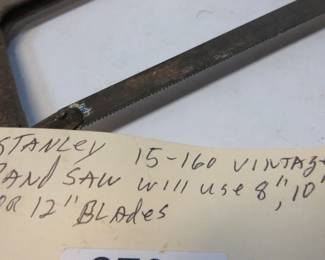 STANLEY 15-160 VINTAGE
HAND SAW WILL USE 8", 10"
OR 12" BLADES